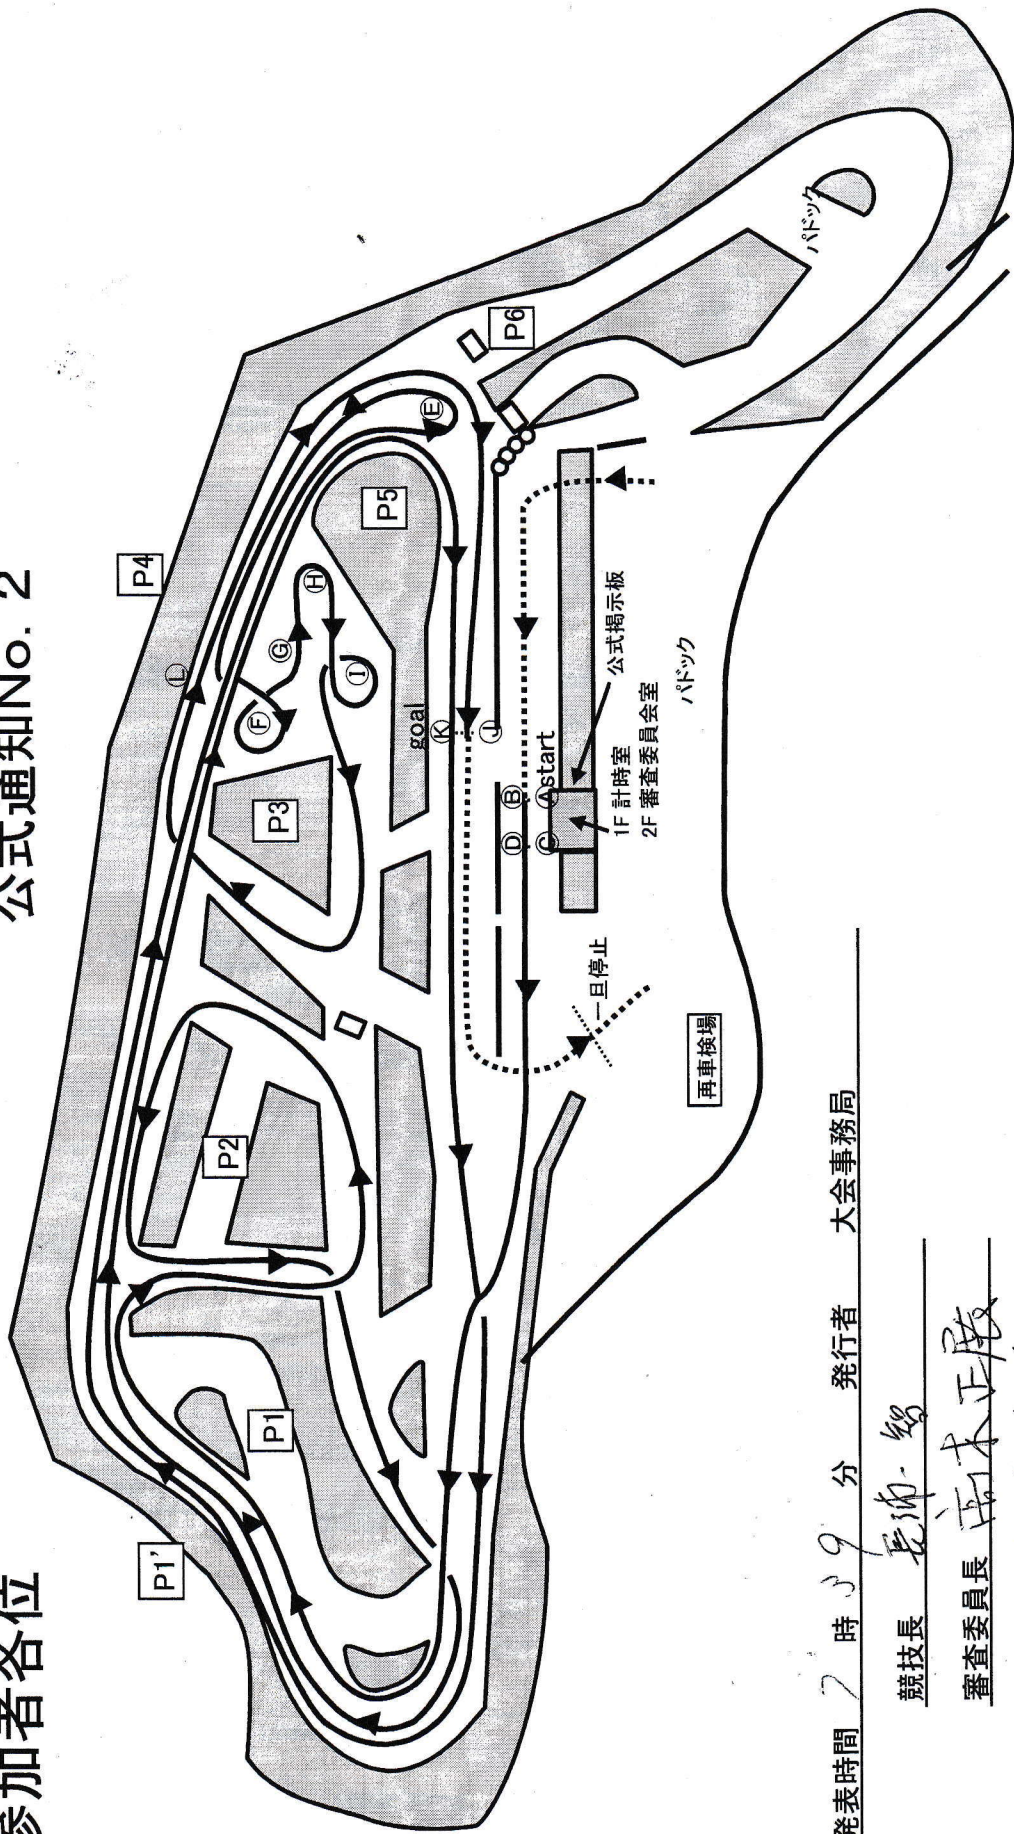 参加者各位
公式通知No. 2
P1'
P1
P2
P3
P4
P5
P6
Ⓛ
Ⓔ
Ⓕ
Ⓖ
Ⓗ
Ⓘ
goal
Ⓚ
Ⓙ
Ⓓ Ⓑ
Ⓒ Ⓐstart
公式掲示板
1F 計時室
2F 審査委員会室
パドック
パドック
一旦停止
再車検場
発表時間 7 時 39 分 発行者 大会事務局
競技長
審査委員長